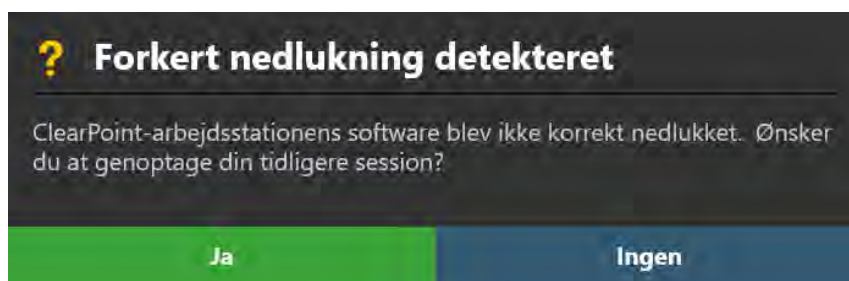 ? Forkert nedlukning detekteret
ClearPoint-arbejdsstationens software blev ikke korrekt nedlukket. Ønsker
du at genoptage din tidligere session?
Ja
Ingen